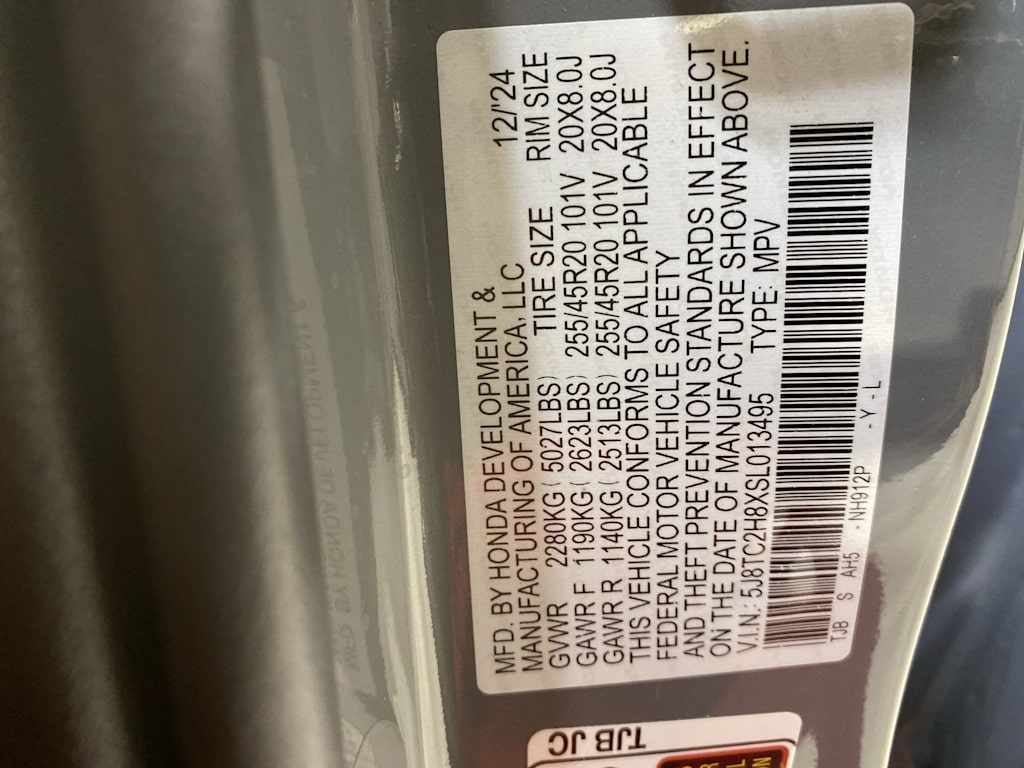 MFD. BY HONDA DEVELOPMENT &
MANUFACTURING OF AMERICA, LLC 12/'24
GVWR 2280KG( 5027LBS) TIRE SIZE RIM SIZE
GAWR F 1190KG( 2623LBS) 255/45R20 101V 20X8.0J
GAWR R 1140KG( 2513LBS) 255/45R20 101V 20X8.0J
THIS VEHICLE CONFORMS TO ALL APPLICABLE
FEDERAL MOTOR VEHICLE SAFETY
AND THEFT PREVENTION STANDARDS IN EFFECT
ON THE DATE OF MANUFACTURE SHOWN ABOVE.
V.I.N.: 5J8TC2H8XSL013495 TYPE: MPV
TJB S AH5 -NH912P -Y-L
TJB JC